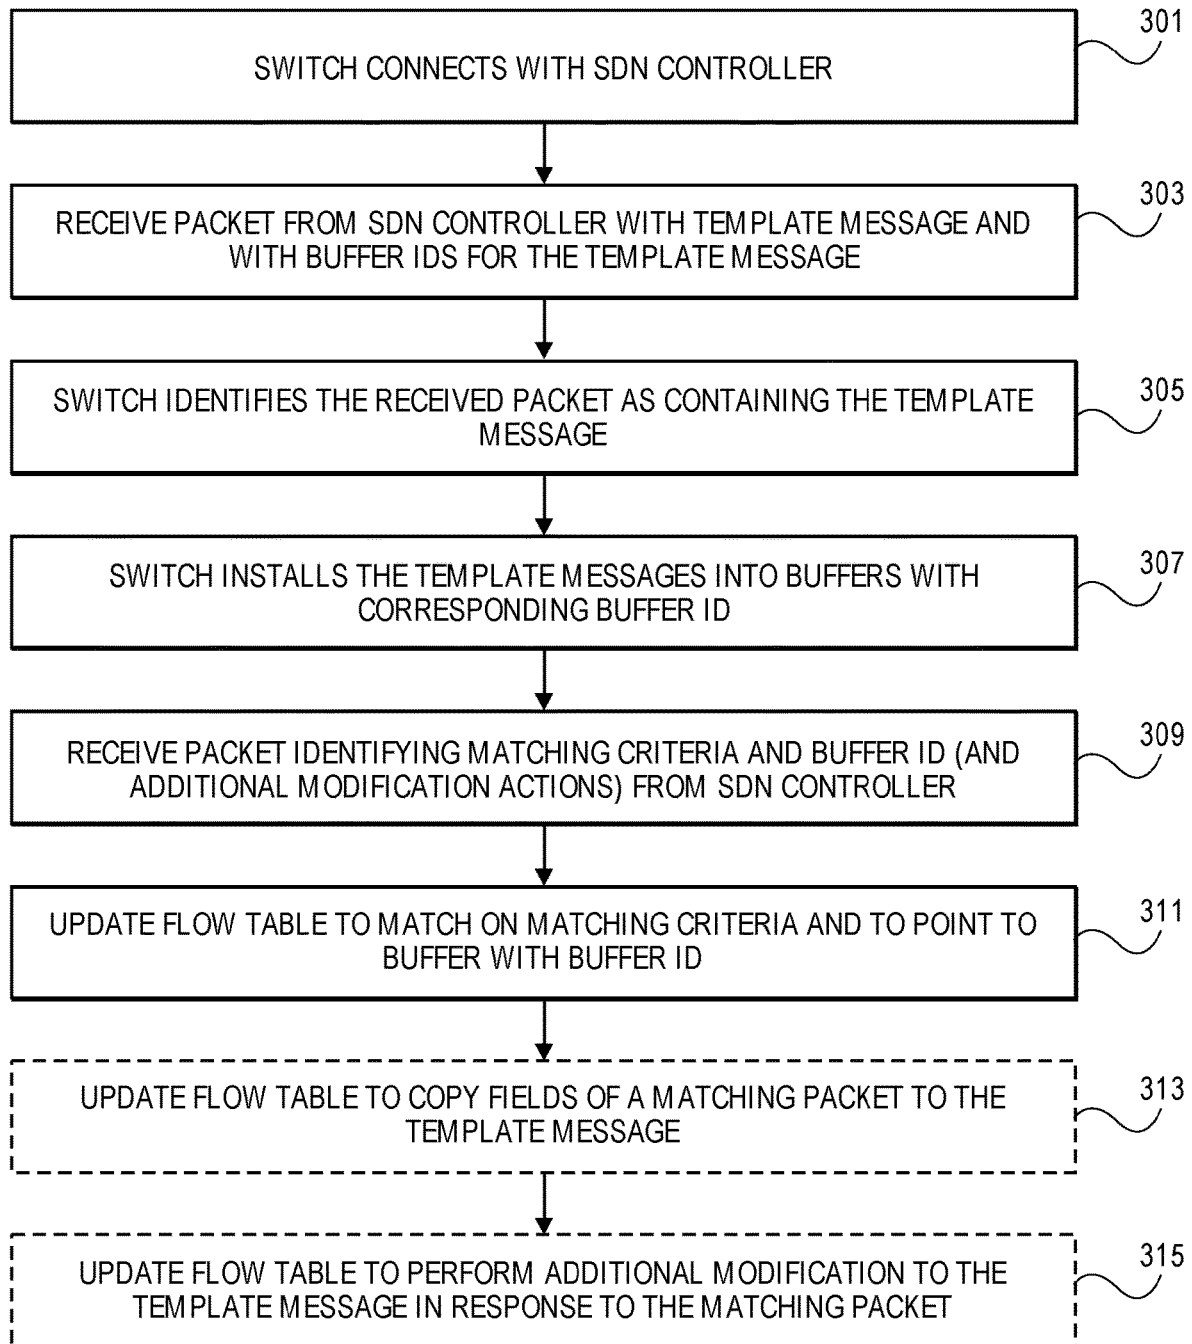 301
SWITCH CONNECTS WITH SDN CONTROLLER
303
RECEIVE PACKET FROM SDN CONTROLLER WITH TEMPLATE MESSAGE AND
WITH BUFFER IDS FOR THE TEMPLATE MESSAGE
305
SWITCH IDENTIFIES THE RECEIVED PACKET AS CONTAINING THE TEMPLATE
MESSAGE
307
SWITCH INSTALLS THE TEMPLATE MESSAGES INTO BUFFERS WITH
CORRESPONDING BUFFER ID
309
RECEIVE PACKET IDENTIFYING MATCHING CRITERIA AND BUFFER ID (AND
ADDITIONAL MODIFICATION ACTIONS) FROM SDN CONTROLLER
311
UPDATE FLOW TABLE TO MATCH ON MATCHING CRITERIA AND TO POINT TO
BUFFER WITH BUFFER ID
313
UPDATE FLOW TABLE TO COPY FIELDS OF A MATCHING PACKET TO THE
TEMPLATE MESSAGE
315
UPDATE FLOW TABLE TO PERFORM ADDITIONAL MODIFICATION TO THE
TEMPLATE MESSAGE IN RESPONSE TO THE MATCHING PACKET